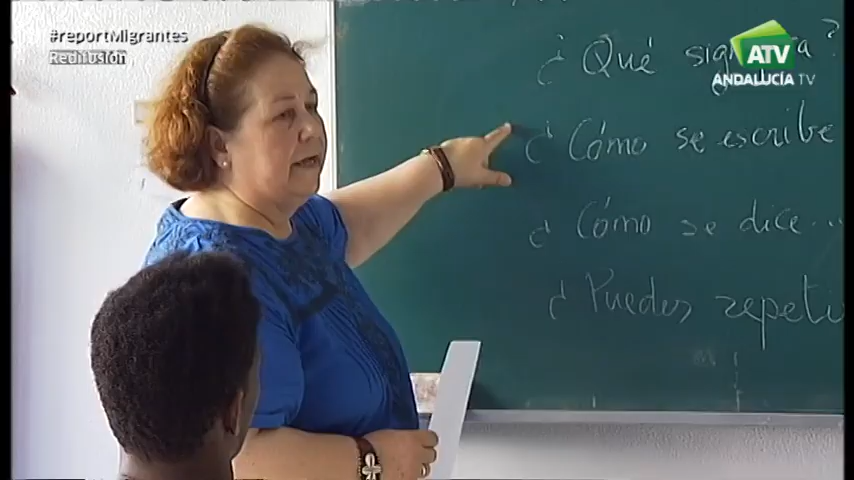 #reportMigrantes
Redifusión
ATV
ANDALUCÍA TV
¿Qué ?
¿Cómo se escribe
¿Cómo se dice...
¿Puedes